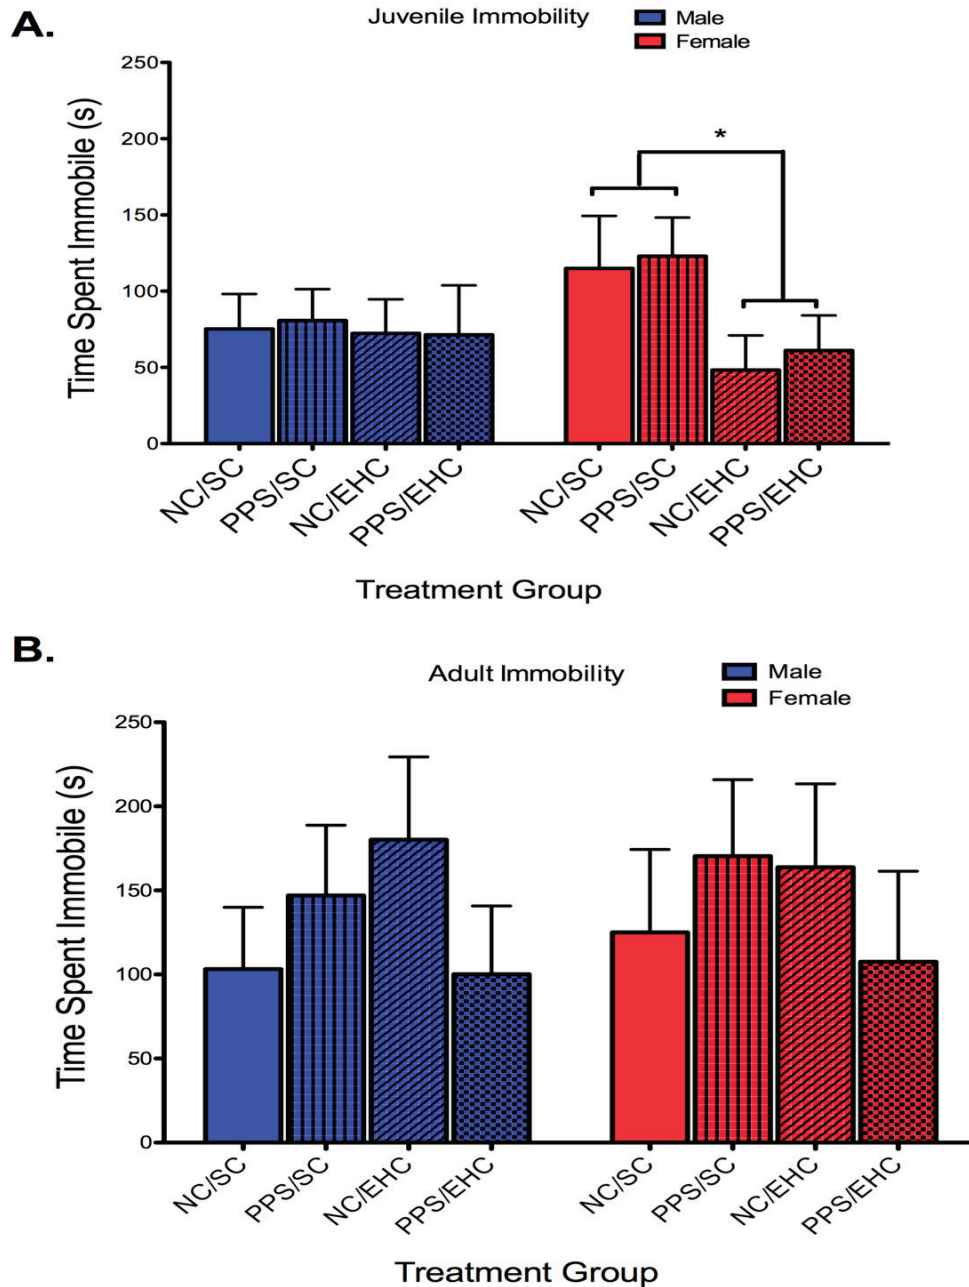 A.
Juvenile Immobility
Male
Female
Time Spent Immobile (s)
250
200
150
100
50
0
*
NC/SC
PPS/SC
NC/EHC
PPS/EHC
NC/SC
PPS/SC
NC/EHC
PPS/EHC
Treatment Group
B.
Adult Immobility
Male
Female
Time Spent Immobile (s)
250
200
150
100
50
0
NC/SC
PPS/SC
NC/EHC
PPS/EHC
NC/SC
PPS/SC
NC/EHC
PPS/EHC
Treatment Group